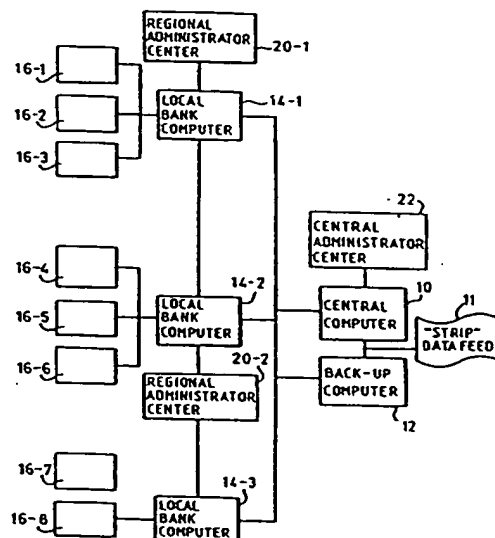 REGIONAL
ADMINISTRATOR
CENTER
20-1
16-1
16-2
16-3
LOCAL
BANK
COMPUTER
14-1
22
CENTRAL
ADMINISTRATOR
CENTER
16-4
16-5
16-6
LOCAL
BANK
COMPUTER
14-2
10
CENTRAL
COMPUTER
11
"STRIP"
DATA FEED
20-2
REGIONAL
ADMINISTRATOR
CENTER
BACK-UP
COMPUTER
12
16-7
16-8
14-3
LOCAL
BANK
COMPUTER